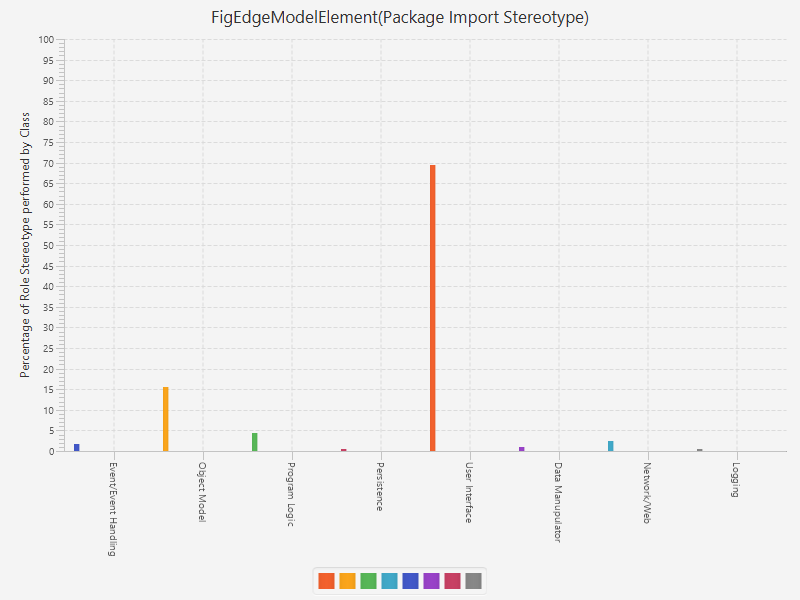 FigEdgeModelElement(Package Import Stereotype)
Percentage of Role Stereotype performed by Class
100
95
90
85
80
75
70
65
60
55
50
45
40
35
30
25
20
15
10
5
0
Event/Event Handling
Object Model
Program Logic
Persistence
User Interface
Data Manupulator
Network/Web
Logging